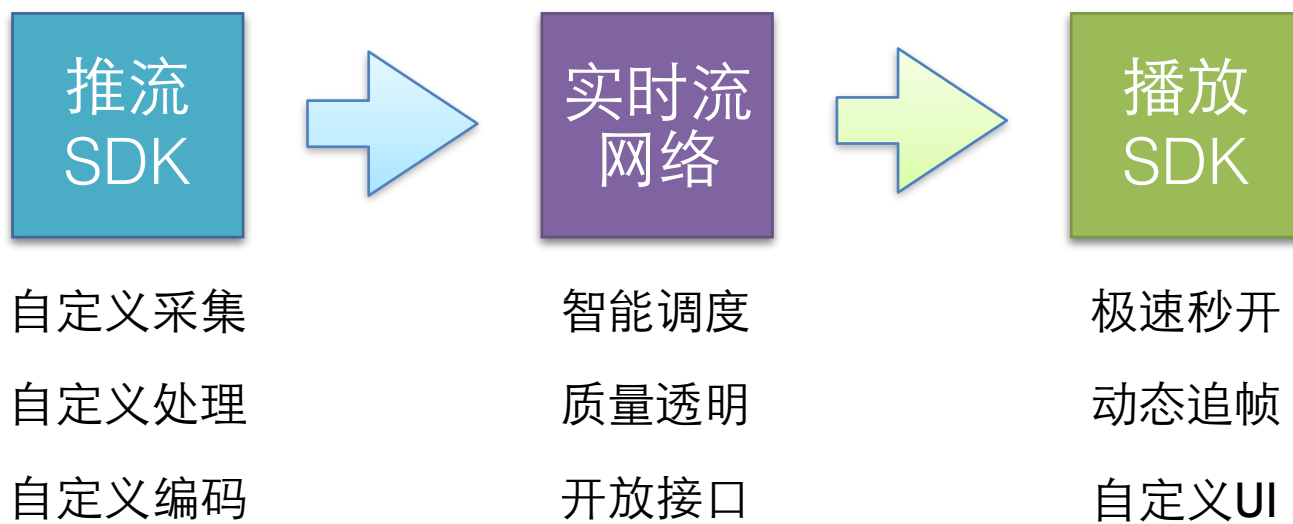 推流
SDK
实时流
网络
播放
SDK
自定义采集
智能调度
极速秒开
自定义处理
质量透明
动态追帧
自定义编码
开放接口
自定义UI